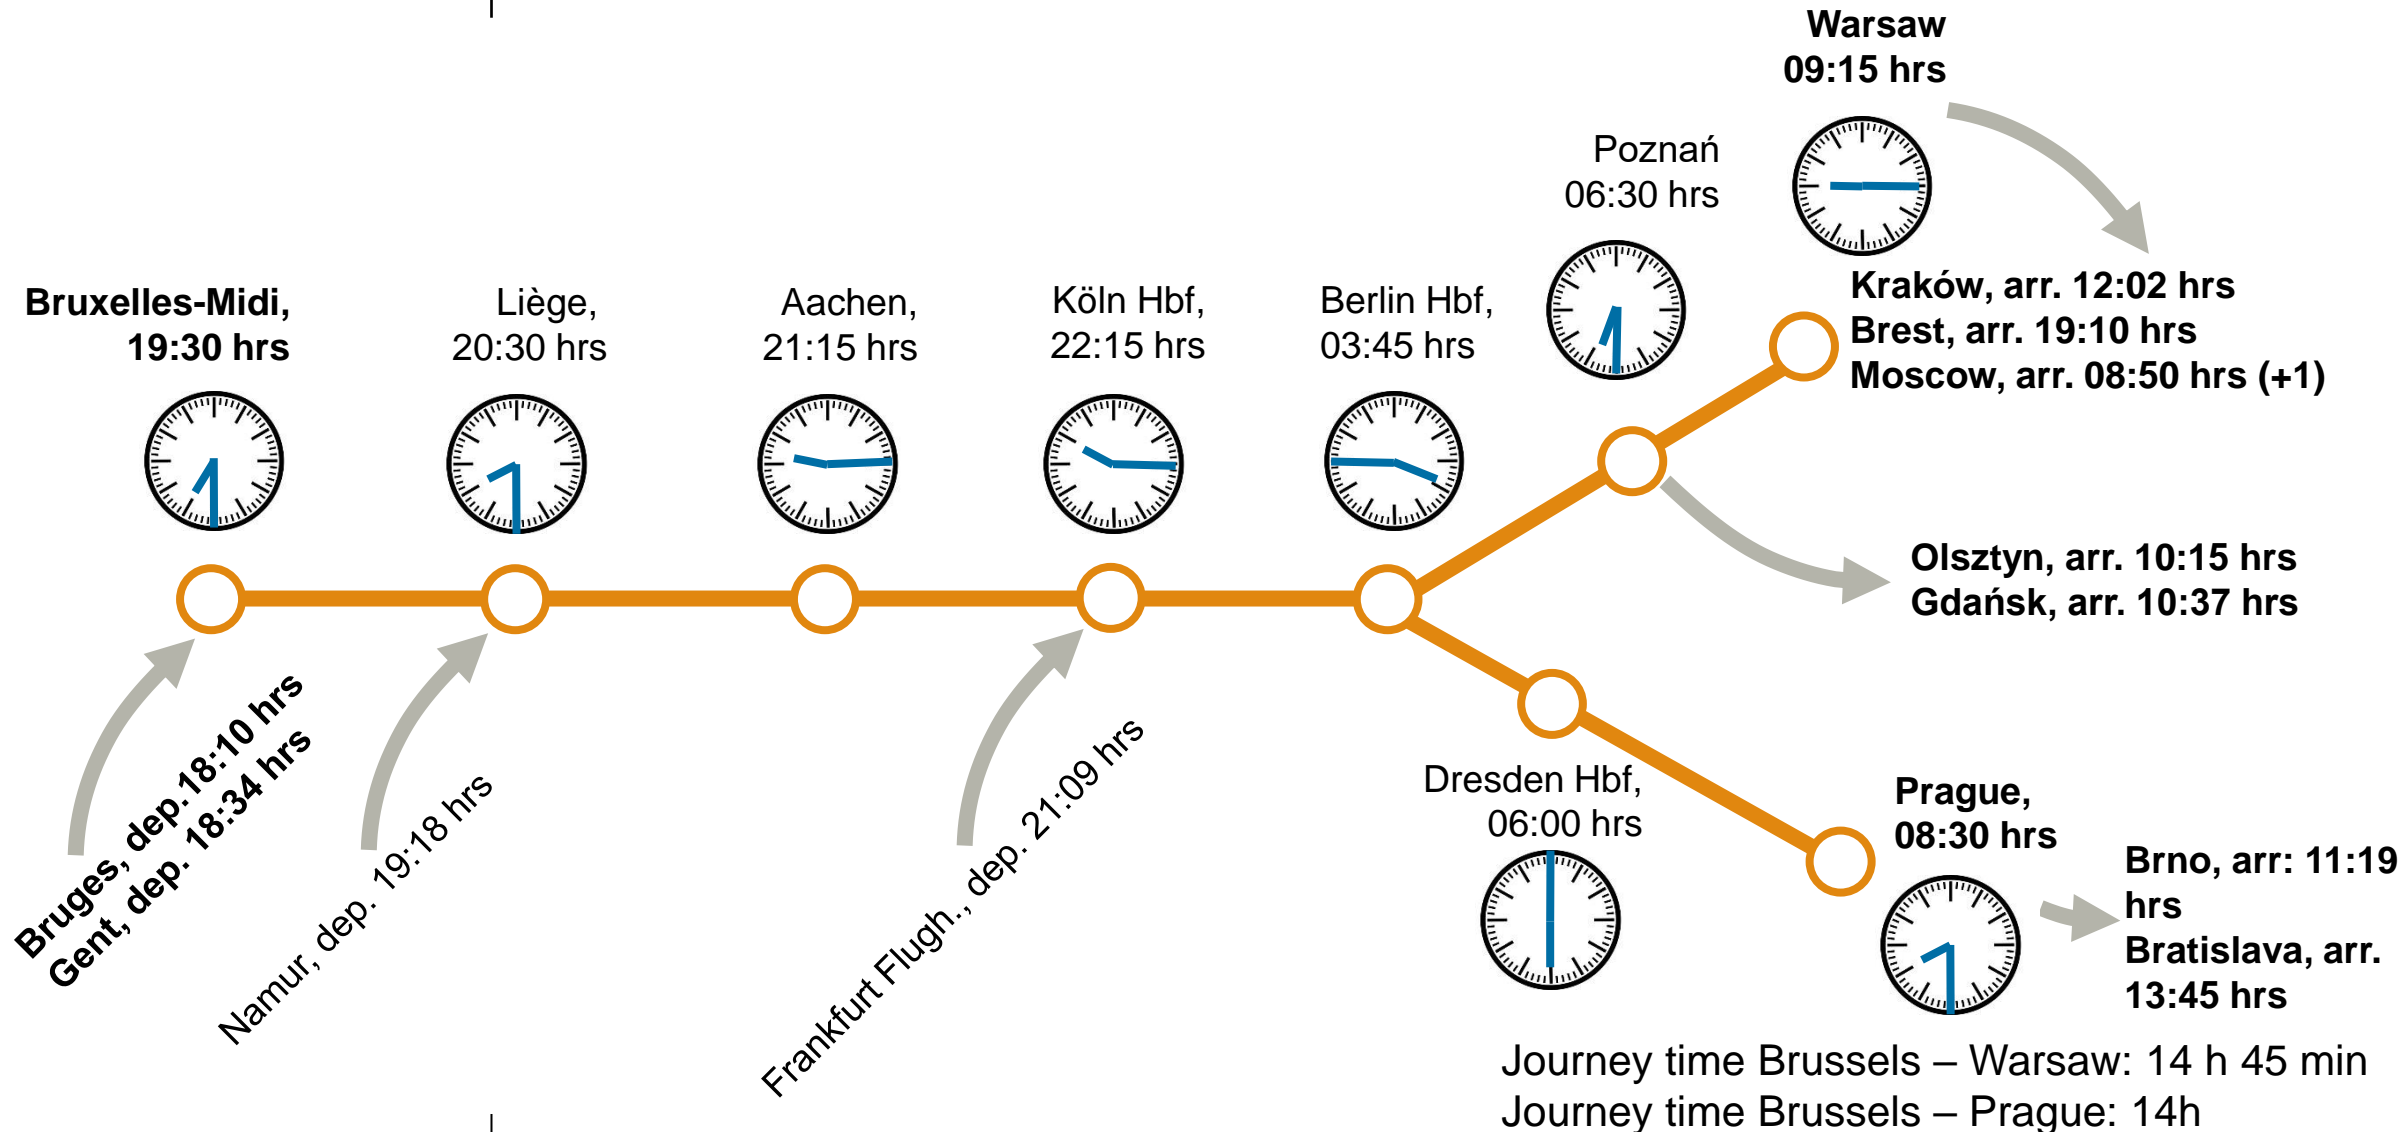 Warsaw
09:15 hrs
Poznań
06:30 hrs
Bruxelles-Midi,
19:30 hrs
Liège,
20:30 hrs
Aachen,
21:15 hrs
Köln Hbf,
22:15 hrs
Berlin Hbf,
03:45 hrs
Kraków, arr. 12:02 hrs
Brest, arr. 19:10 hrs
Moscow, arr. 08:50 hrs (+1)
Olsztyn, arr. 10:15 hrs
Gdańsk, arr. 10:37 hrs
Bruges, dep.18:10 hrs
Gent, dep. 18:34 hrs
Namur, dep. 19:18 hrs
Frankfurt Flugh., dep. 21:09 hrs
Dresden Hbf,
06:00 hrs
Prague,
08:30 hrs
Brno, arr: 11:19
hrs
Bratislava, arr.
13:45 hrs
Journey time Brussels – Warsaw: 14 h 45 min
Journey time Brussels – Prague: 14h